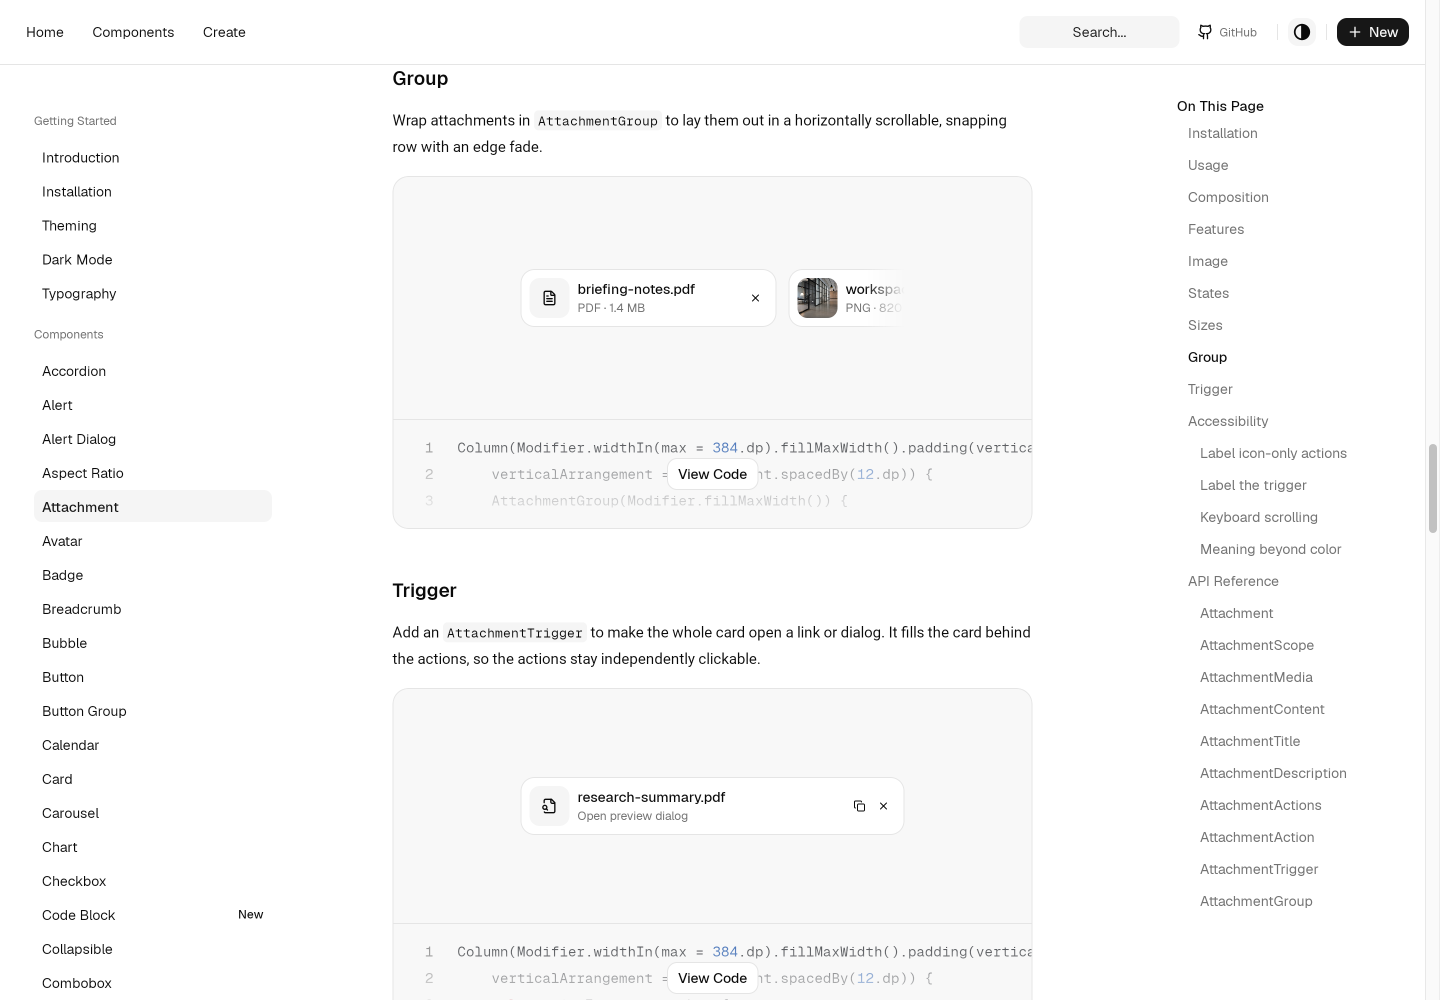 Home
Components
Create
Search...
GitHub
New
Getting Started
Introduction
Installation
Theming
Dark Mode
Typography
Components
Accordion
Alert
Alert Dialog
Aspect Ratio
Attachment
Avatar
Badge
Breadcrumb
Bubble
Button
Button Group
Calendar
Card
Carousel
Chart
Checkbox
Code Block
New
Collapsible
Combobox
Group
Wrap attachments in AttachmentGroup to lay them out in a horizontally scrollable, snapping
row with an edge fade.
briefing-notes.pdf
PDF · 1.4 MB
workspa
PNG · 820
1 Column(Modifier.widthIn(max = 384.dp).fillMaxWidth().padding(vertica
2 verticalArrangement = View Code nt.spacedBy(12.dp)) {
3 AttachmentGroup(Modifier.fillMaxWidth()) {
Trigger
Add an AttachmentTrigger to make the whole card open a link or dialog. It fills the card behind
the actions, so the actions stay independently clickable.
research-summary.pdf
Open preview dialog
1 Column(Modifier.widthIn(max = 384.dp).fillMaxWidth().padding(vertica
2 verticalArrangement = View Code nt.spacedBy(12.dp)) {
On This Page
Installation
Usage
Composition
Features
Image
States
Sizes
Group
Trigger
Accessibility
Label icon-only actions
Label the trigger
Keyboard scrolling
Meaning beyond color
API Reference
Attachment
AttachmentScope
AttachmentMedia
AttachmentContent
AttachmentTitle
AttachmentDescription
AttachmentActions
AttachmentAction
AttachmentTrigger
AttachmentGroup